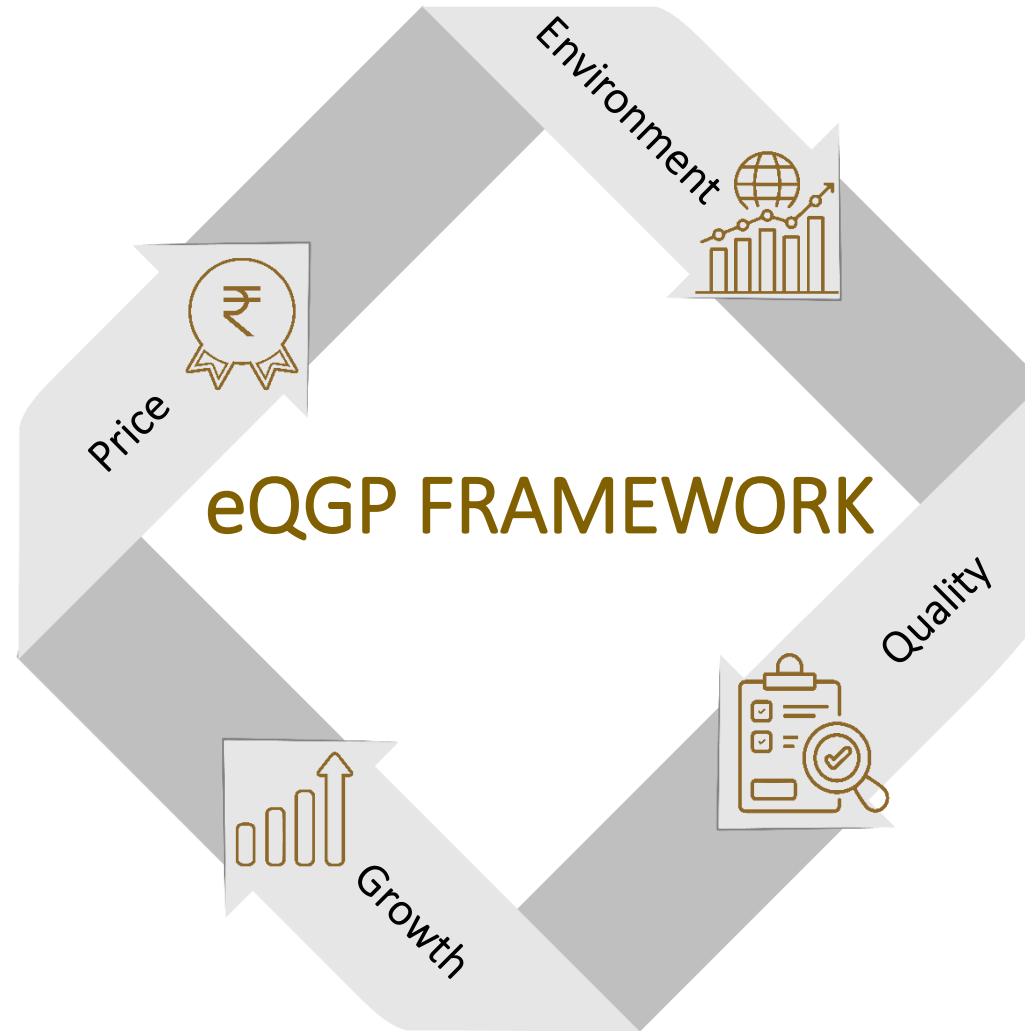 Environment
₹
Price
eQGP FRAMEWORK
Quality
Growth